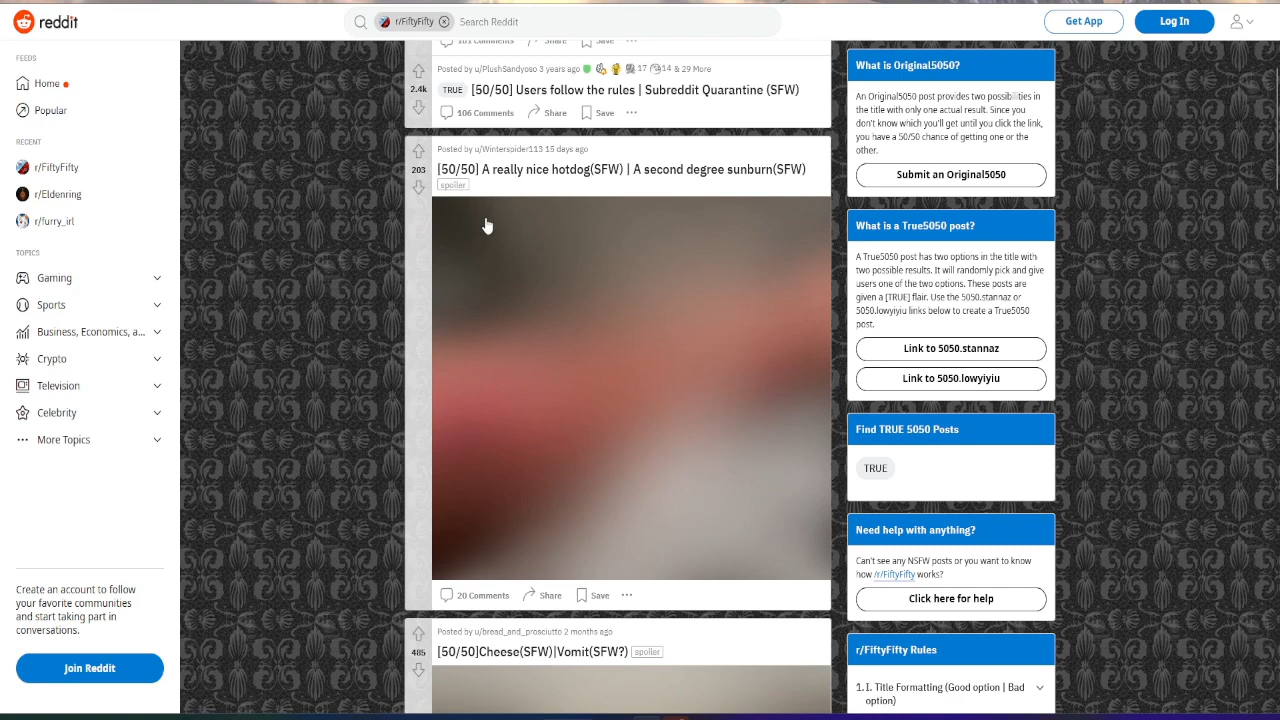 reddit
r/FiftyFifty
Search Reddit
Get App
Log In
FEEDS
Home
Popular
RECENT
r/FiftyFifty
r/Eldenring
r/furry_irl
TOPICS
Gaming
Sports
Business, Economics, a...
Crypto
Television
Celebrity
More Topics
Create an account to follow
your favorite communities
and start taking part in
conversations.
Join Reddit
101 Comments
Share
Save
Posted by u/PlushSandyoso 3 years ago
17
14
& 29 More
2.4k
TRUE [50/50] Users follow the rules | Subreddit Quarantine (SFW)
106 Comments
Share
Save
Posted by u/Winterspider113 15 days ago
203
[50/50] A really nice hotdog(SFW) | A second degree sunburn(SFW)
spoiler
20 Comments
Share
Save
Posted by u/bread_and_prosciutto 2 months ago
485
[50/50]Cheese(SFW)|Vomit(SFW?) spoiler
What is Original5050?
An Original5050 post provides two possibilities in
the title with only one actual result. Since you
don't know which you'll get until you click the link,
you have a 50/50 chance of getting one or the
other.
Submit an Original5050
What is a True5050 post?
A True5050 post has two options in the title with
two possible results. It will randomly pick and give
users one of the two options. These posts are
given a [TRUE] flair. Use the 5050.stannaz or
5050.lowyiyiu links below to create a True5050
post.
Link to 5050.stannaz
Link to 5050.lowyiyiu
Find TRUE 5050 Posts
TRUE
Need help with anything?
Can't see any NSFW posts or you want to know
how /r/FiftyFifty works?
Click here for help
r/FiftyFifty Rules
1. I. Title Formatting (Good option | Bad
option)